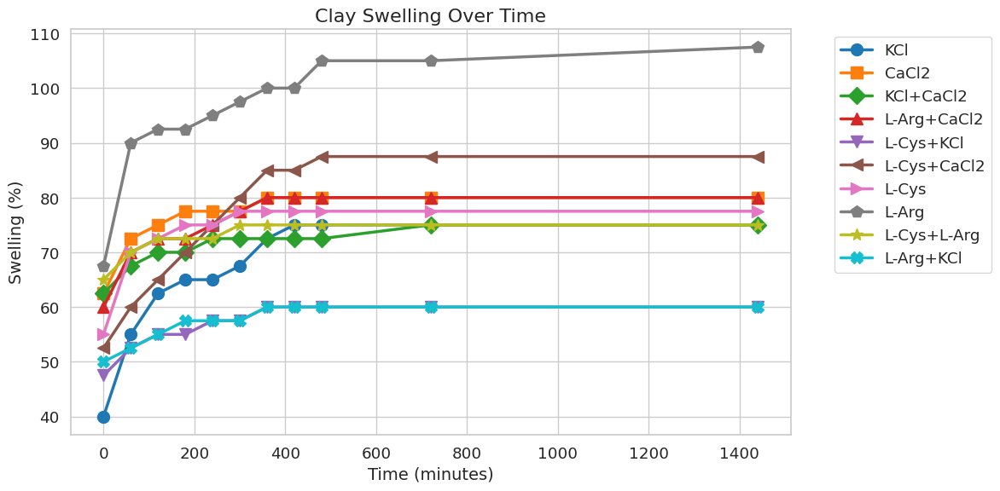 Clay Swelling Over Time
Swelling (%)
110
100
90
80
70
60
50
40
0 200 400 600 800 1000 1200 1400
Time (minutes)
KCl
CaCl2
KCl+CaCl2
L-Arg+CaCl2
L-Cys+KCl
L-Cys+CaCl2
L-Cys
L-Arg
L-Cys+L-Arg
L-Arg+KCl